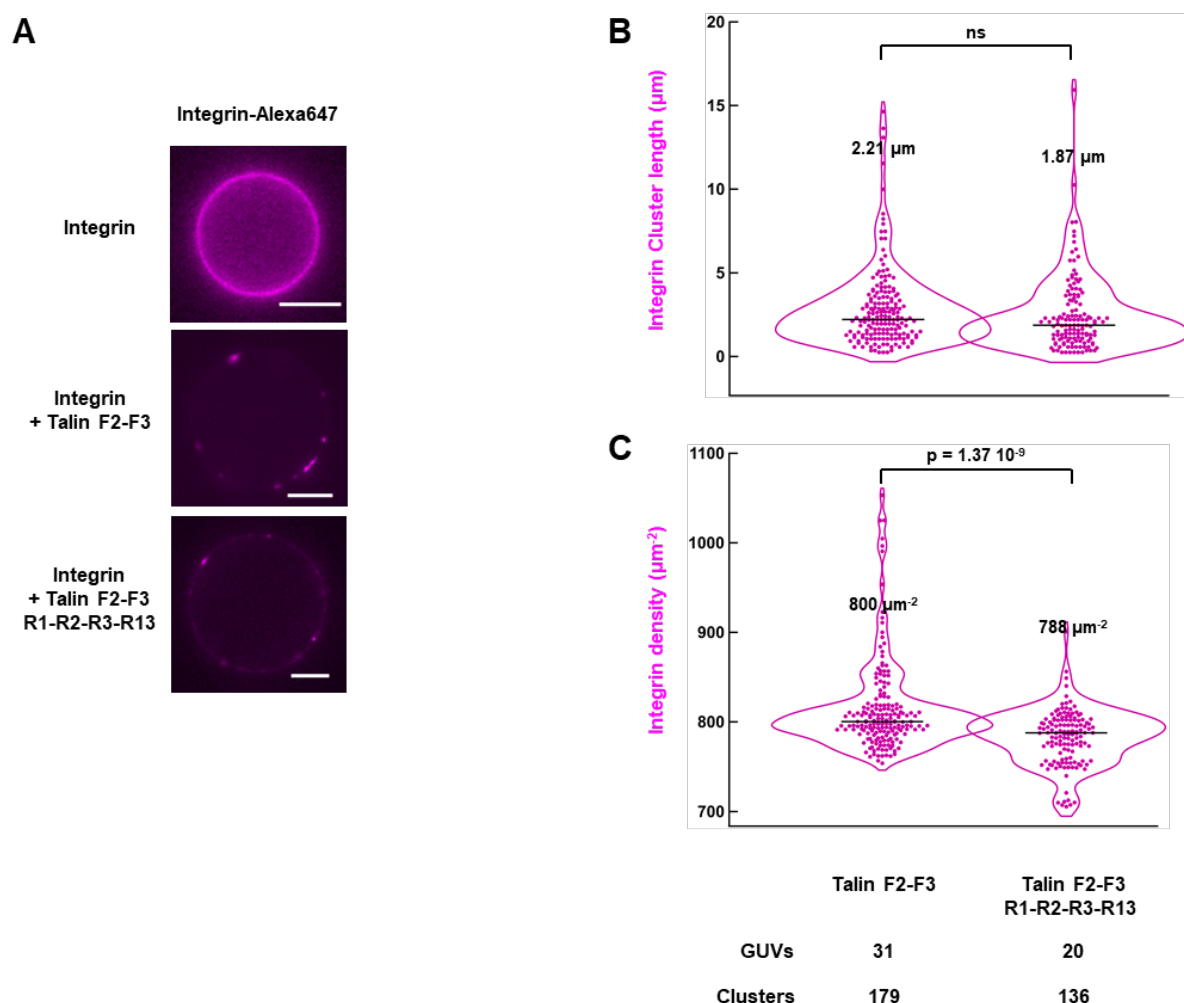 A
Integrin-Alexa647
Integrin
Integrin
+ Talin F2-F3
Integrin
+ Talin F2-F3
R1-R2-R3-R13
B
Integrin Cluster length (µm)
20
15
10
5
0
ns
2.21 µm
1.87 µm
C
Integrin density (µm⁻²)
1100
1000
900
800
700
p = 1.37 10⁻⁹
800 µm⁻²
788 µm⁻²
Talin F2-F3
Talin F2-F3
R1-R2-R3-R13
GUVs 31 20
Clusters 179 136